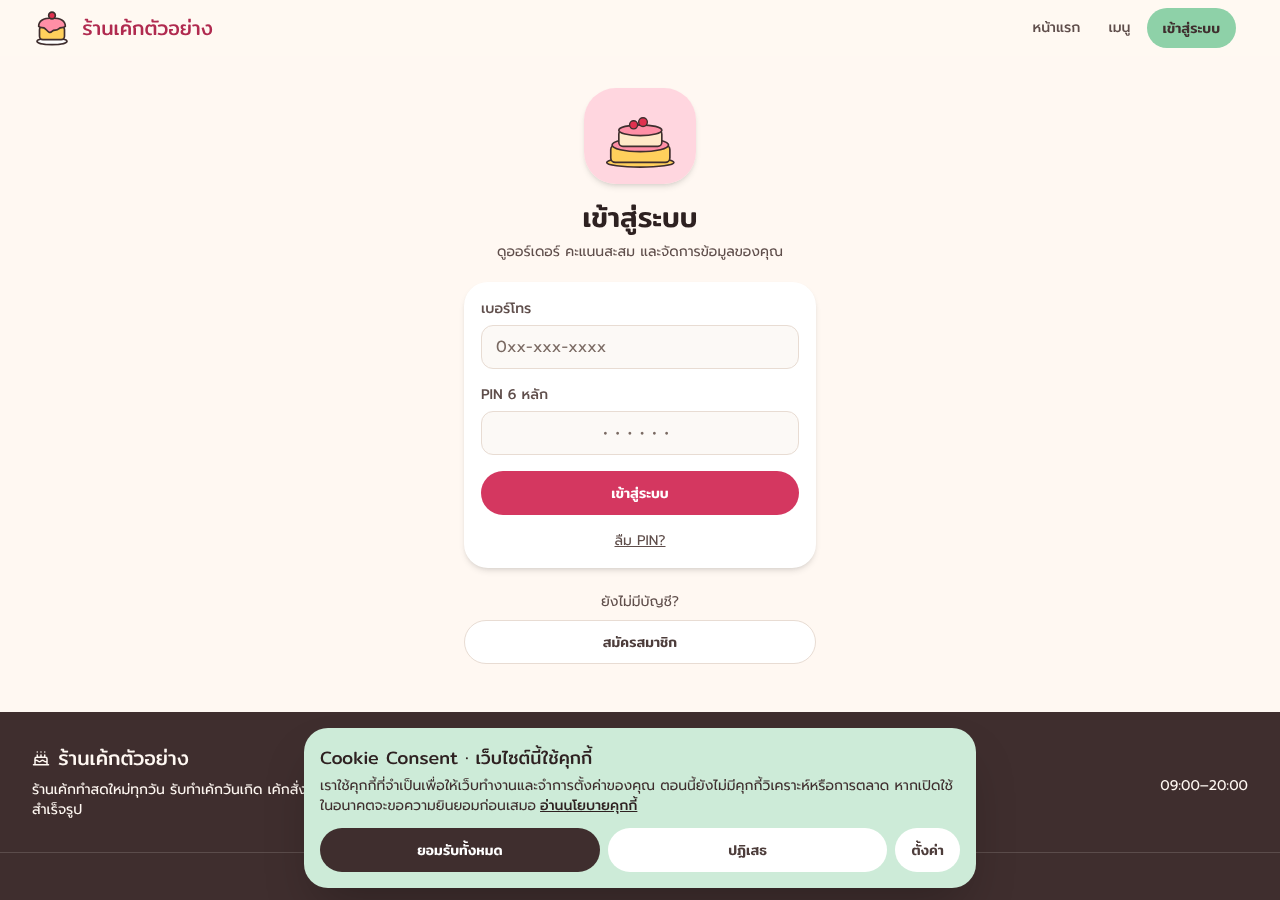 ร้านเค้กตัวอย่าง
หน้าแรก
เมนู
เข้าสู่ระบบ
เข้าสู่ระบบ
ดูออร์เดอร์ คะแนนสะสม และจัดการข้อมูลของคุณ
เบอร์โทร
0xx-xxx-xxxx
PIN 6 หลัก
••••••
เข้าสู่ระบบ
ลืม PIN?
ยังไม่มีบัญชี?
สมัครสมาชิก
ร้านเค้กตัวอย่าง
ร้านเค้กทำสดใหม่ทุกวัน รับทำเค้กวันเกิด เค้กสั่ง
สำเร็จรูป
09:00–20:00
Cookie Consent · เว็บไซต์นี้ใช้คุกกี้
เราใช้คุกกี้ที่จำเป็นเพื่อให้เว็บทำงานและจำการตั้งค่าของคุณ ตอนนี้ยังไม่มีคุกกี้วิเคราะห์หรือการตลาด หากเปิดใช้
ในอนาคตจะขอความยินยอมก่อนเสมอ อ่านนโยบายคุกกี้
ยอมรับทั้งหมด
ปฏิเสธ
ตั้งค่า